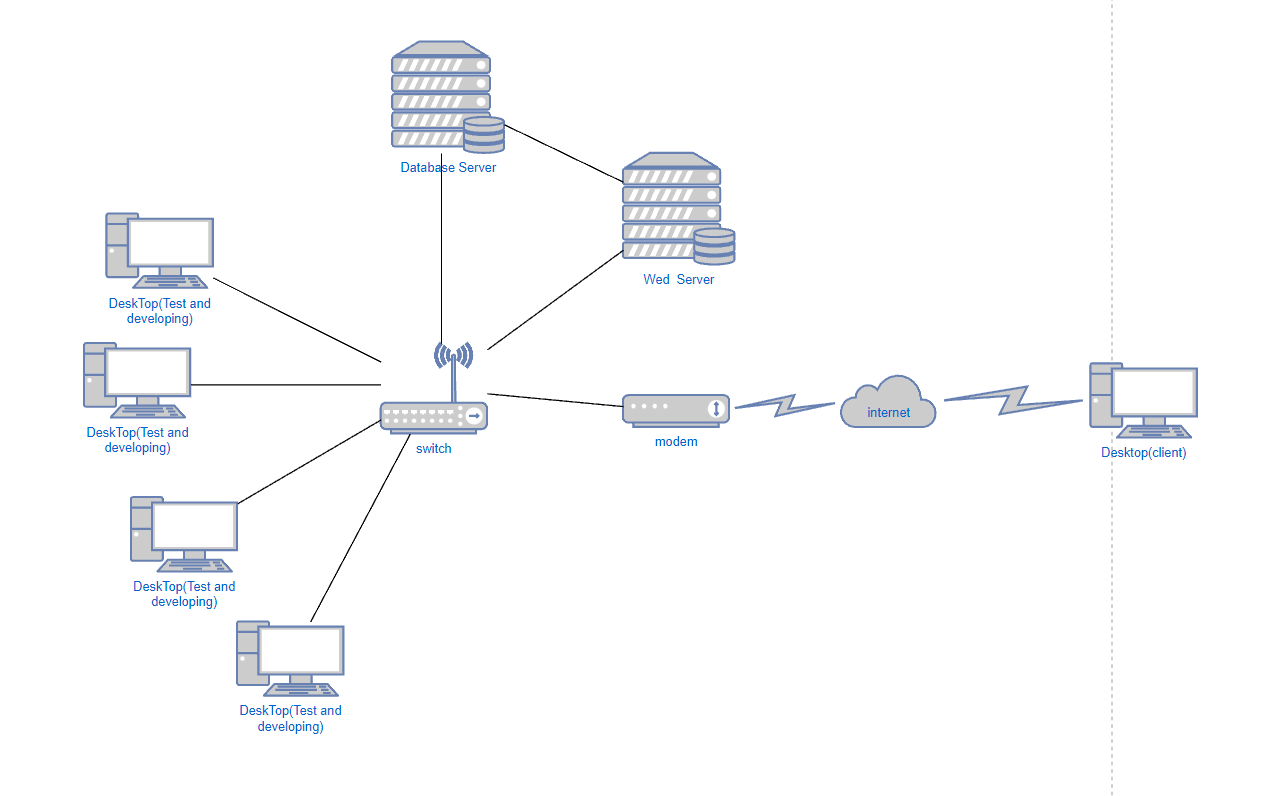 Database Server
Wed  Server
DeskTop(Test and
developing)
DeskTop(Test and
developing)
switch
modem
internet
Desktop(client)
DeskTop(Test and
developing)
DeskTop(Test and
developing)